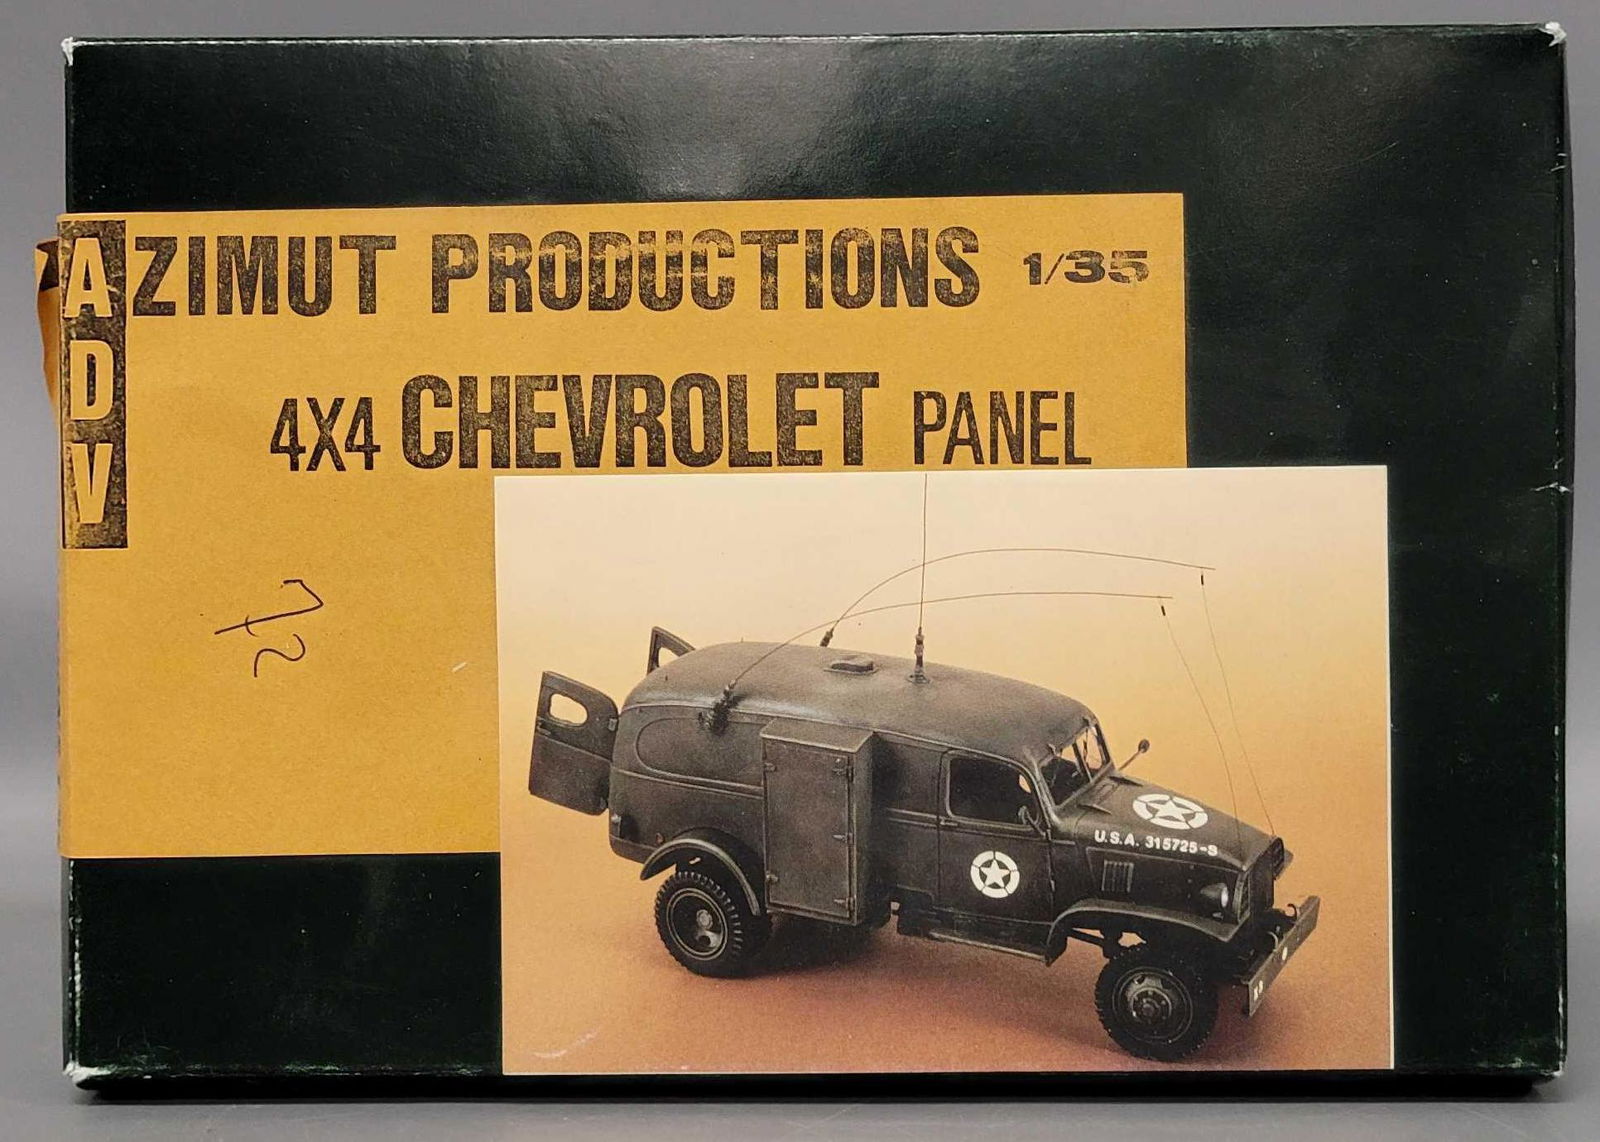 AZIMUT PRODUCTIONS 1/35
ADV
4X4 CHEVROLET PANEL
U.S.A. 315725-S